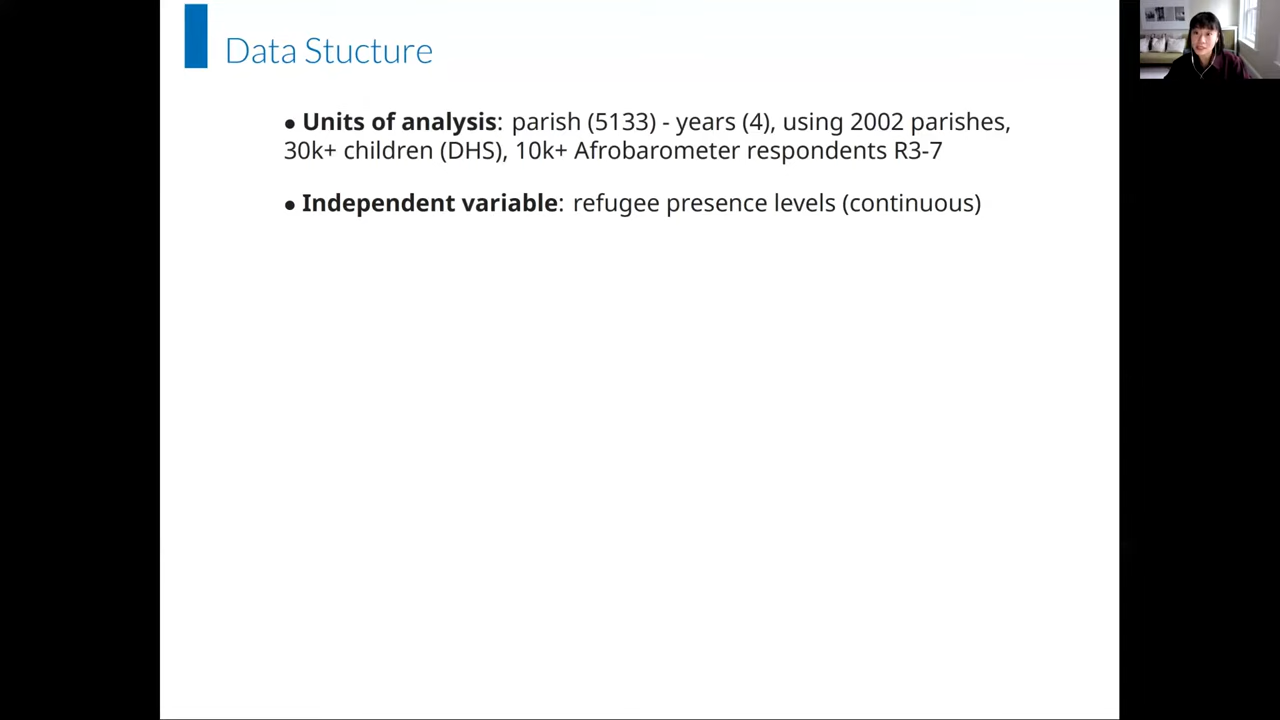 Data Stucture
● Units of analysis: parish (5133) - years (4), using 2002 parishes,
30k+ children (DHS), 10k+ Afrobarometer respondents R3-7
● Independent variable: refugee presence levels (continuous)